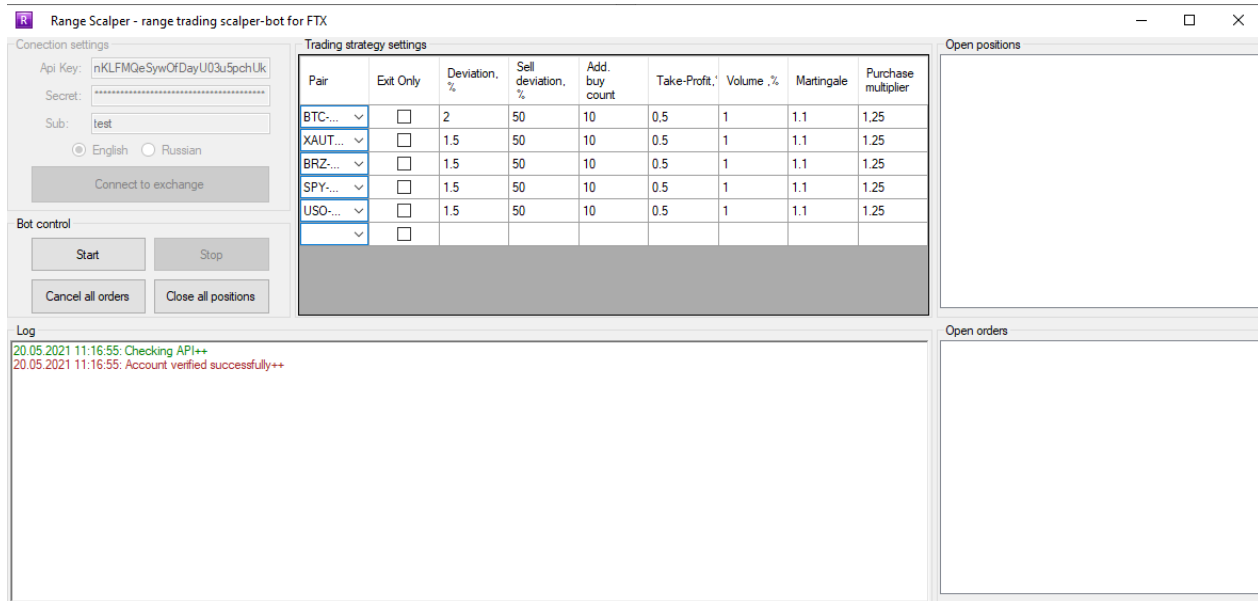 Range Scalper - range trading scalper-bot for FTX
Conection settings
Api Key: nKLFMQeSywOfDayU03u5pchUk
Secret: ****************************************
Sub: test
English Russian
Connect to exchange
Bot control
Start Stop
Cancel all orders Close all positions
Trading strategy settings
Pair Exit Only Deviation, % Sell deviation, % Add. buy count Take-Profit, Volume ,% Martingale Purchase multiplier
BTC-... 2 50 10 0,5 1 1.1 1,25
XAUT... 1.5 50 10 0.5 1 1.1 1.25
BRZ-... 1.5 50 10 0.5 1 1.1 1.25
SPY-... 1.5 50 10 0.5 1 1.1 1.25
USO-... 1.5 50 10 0.5 1 1.1 1.25
Open positions
Log
20.05.2021 11:16:55: Checking API++
20.05.2021 11:16:55: Account verified successfully++
Open orders